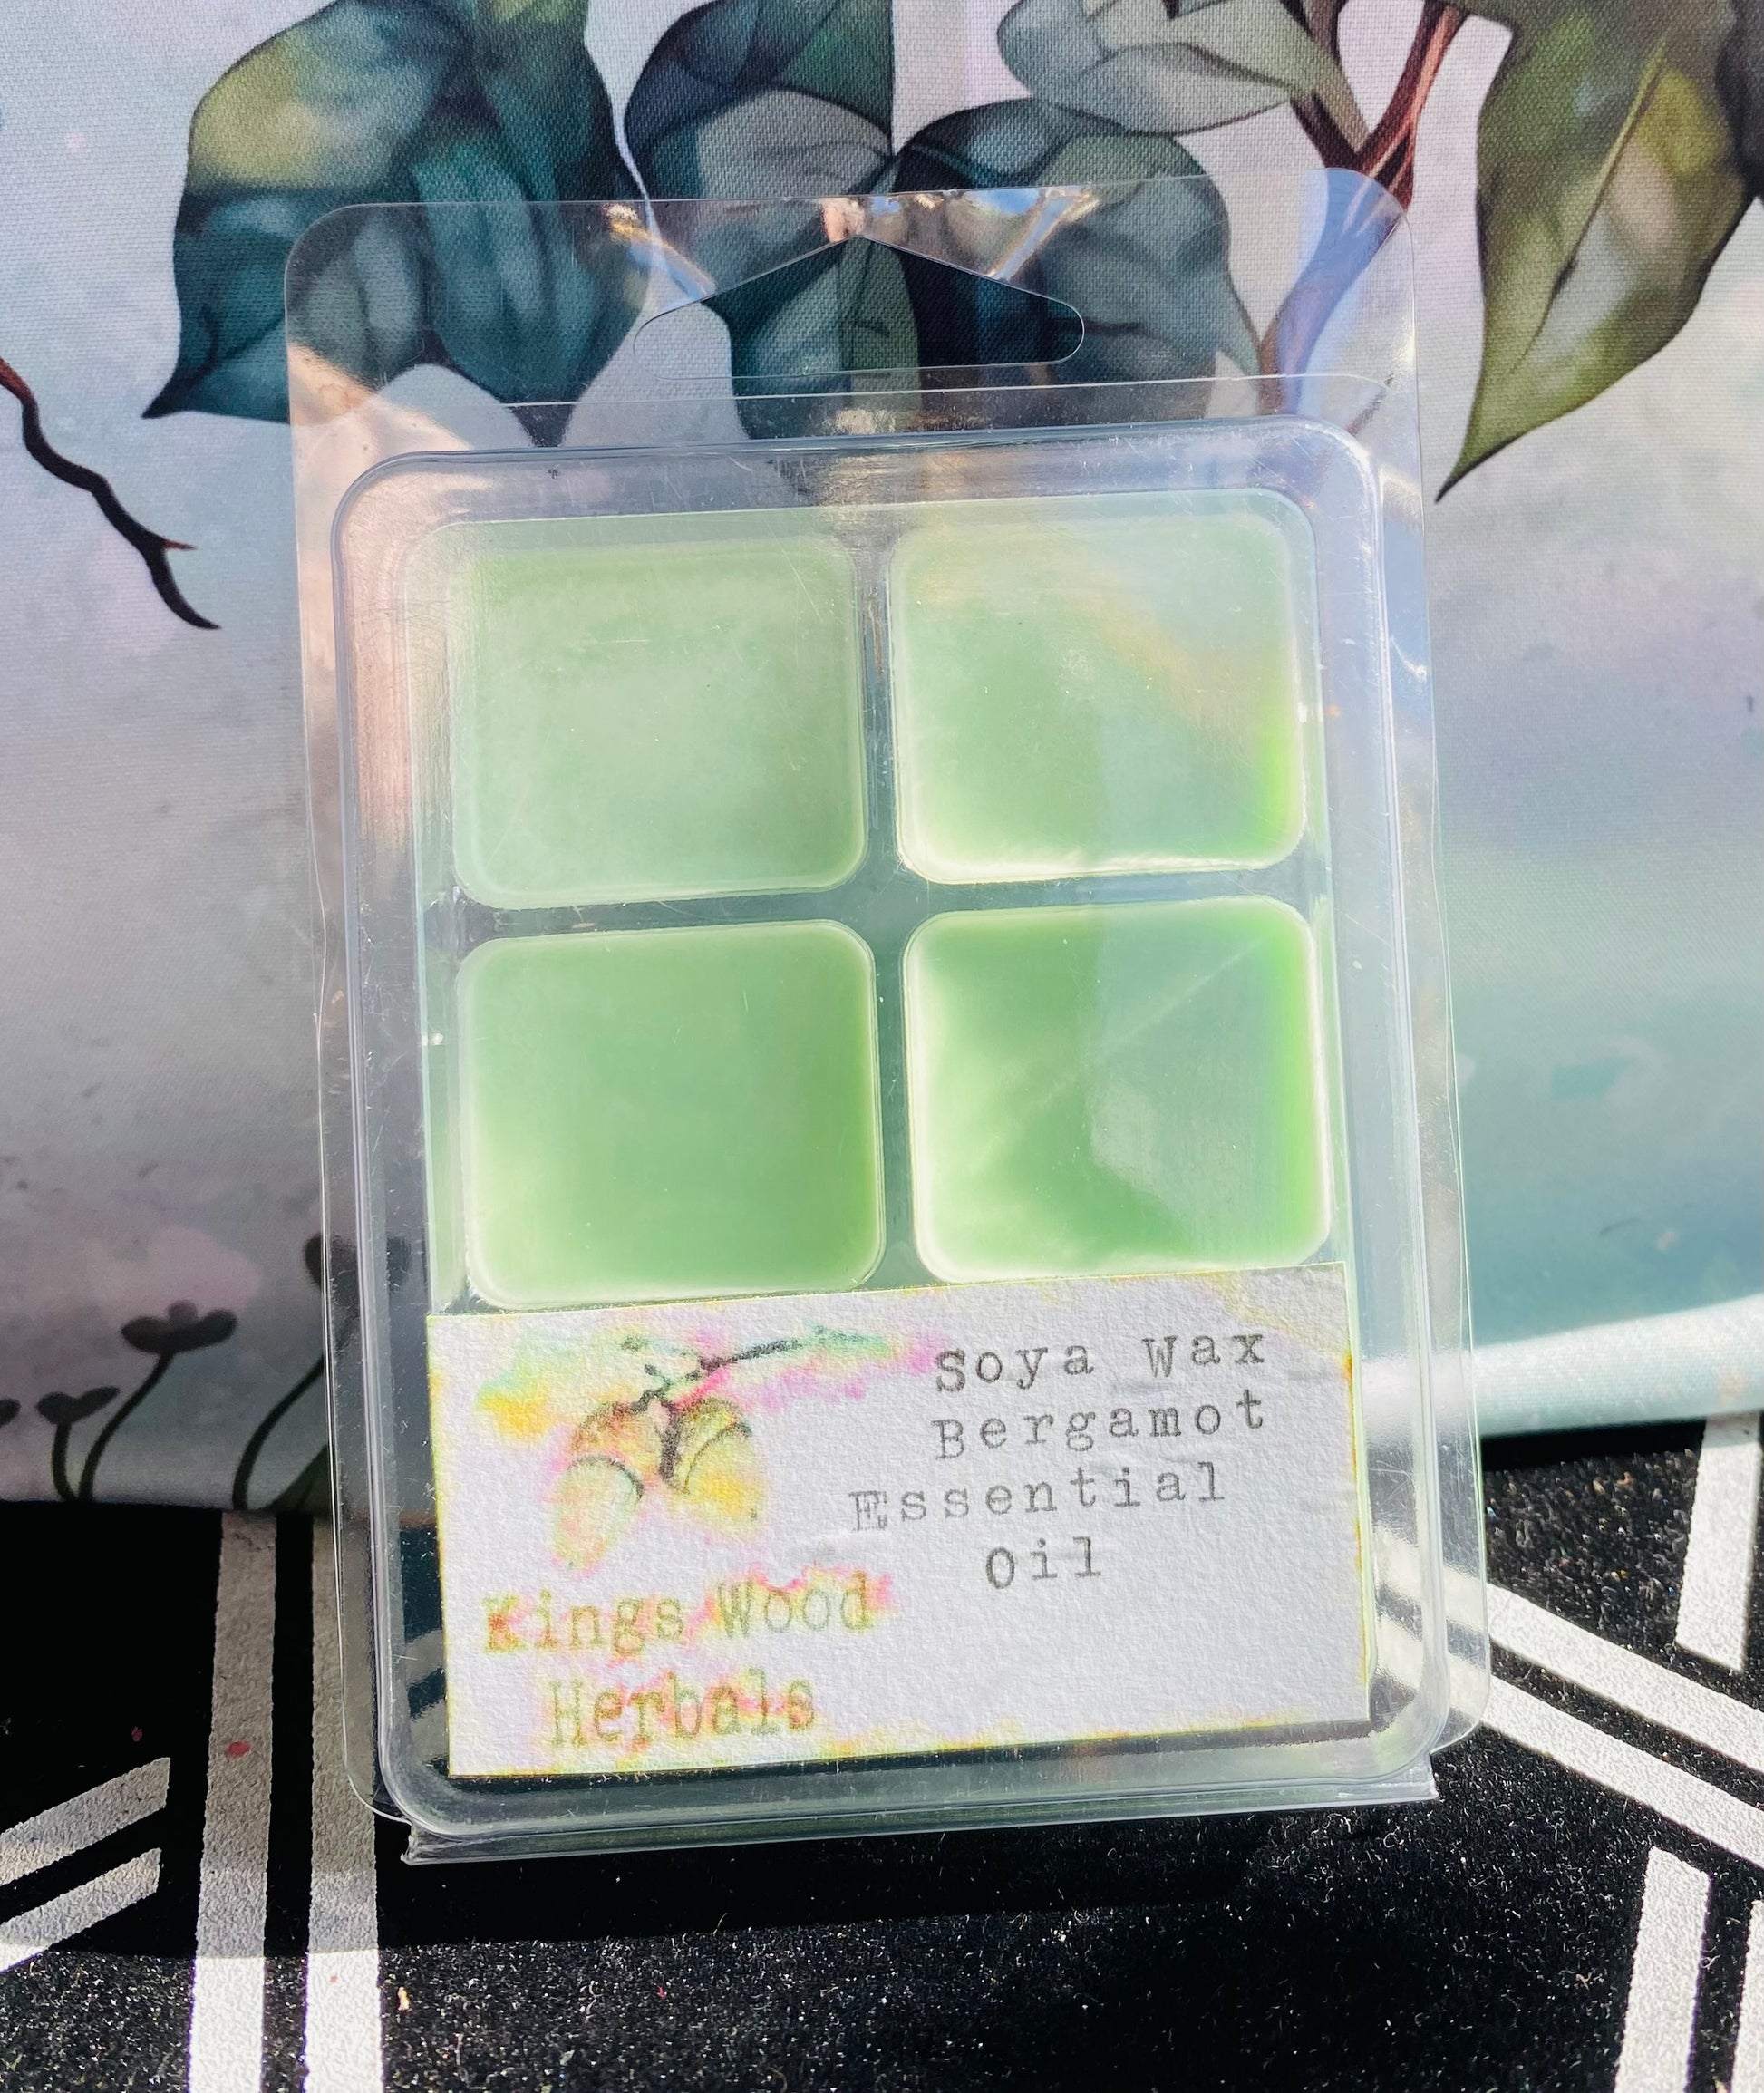 Soya Wax
Bergamot
Essential
Oil
Kings Wood
Herbals